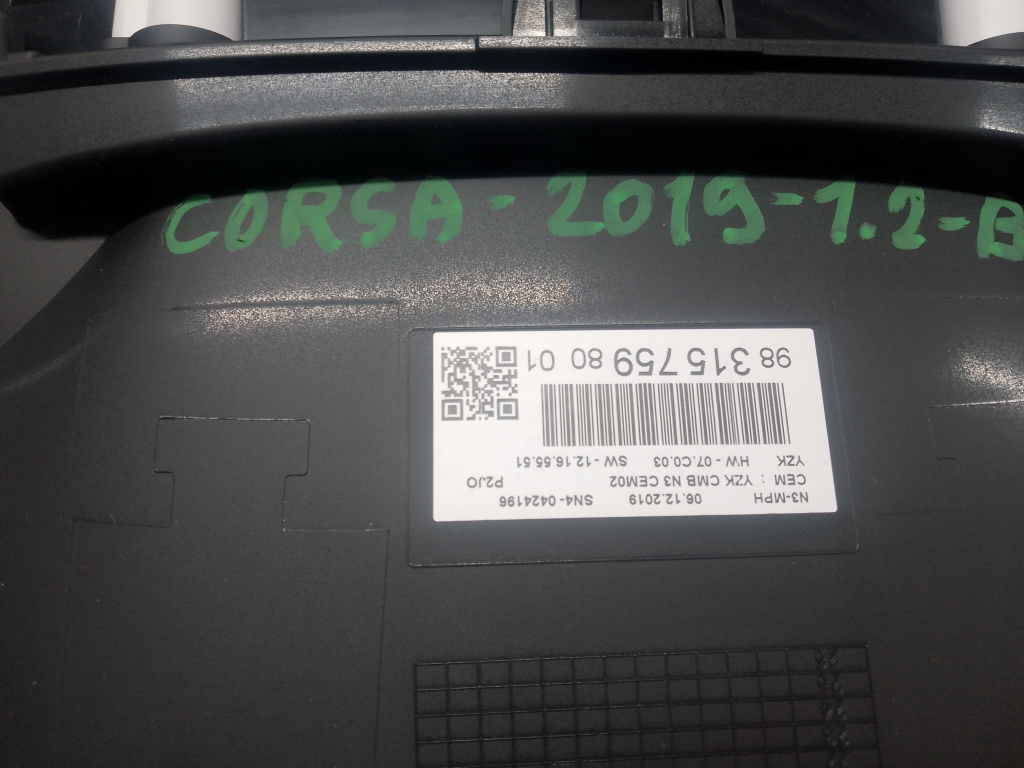 CORSA-2019-1.2-B
98 315 759 80 01
YZK HW - 07.C0.03 SW - 12.16.55.51
CEM : YZK CMB N3 CEM02 P2JO
N3-MPH 06.12.2019 SN4-0424196